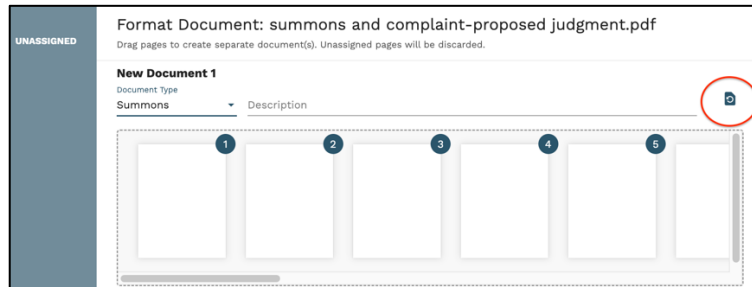 UNASSIGNED
Format Document: summons and complaint-proposed judgment.pdf
Drag pages to create separate document(s). Unassigned pages will be discarded.
New Document 1
Document Type
Summons
Description
1 2 3 4 5